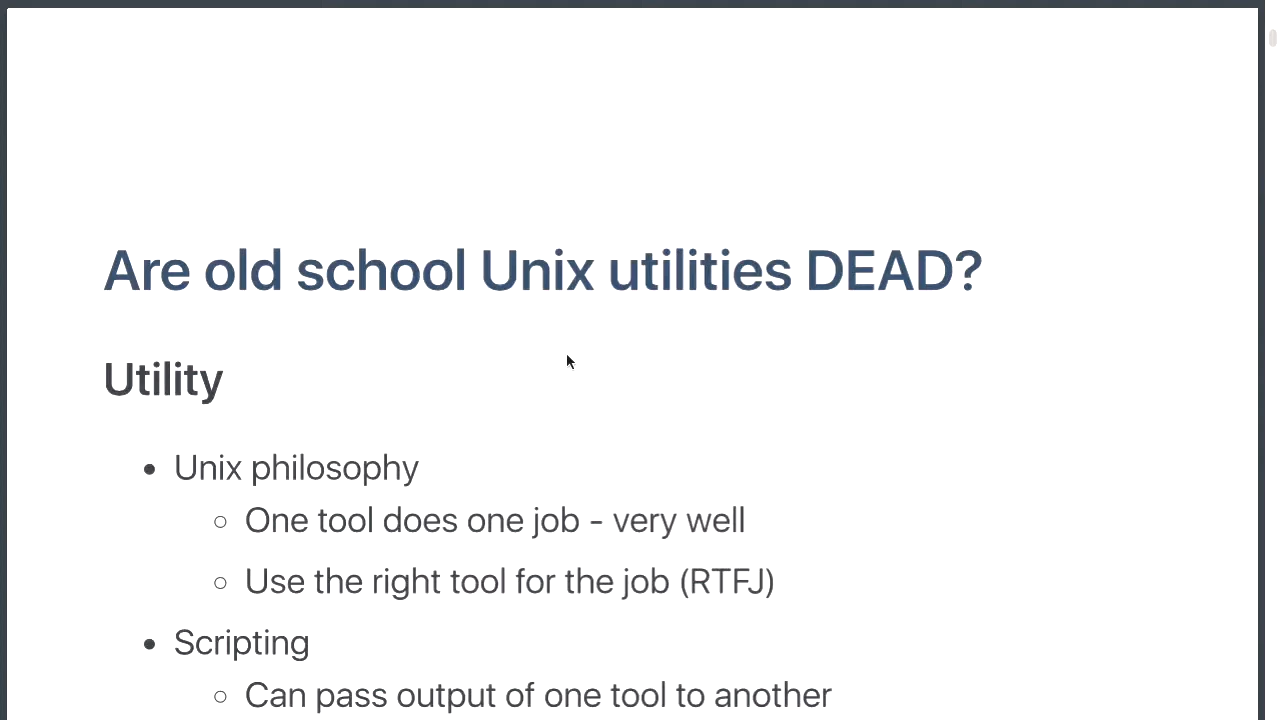 Are old school Unix utilities DEAD?
Utility
• Unix philosophy
○ One tool does one job - very well
○ Use the right tool for the job (RTFJ)
• Scripting
○ Can pass output of one tool to another